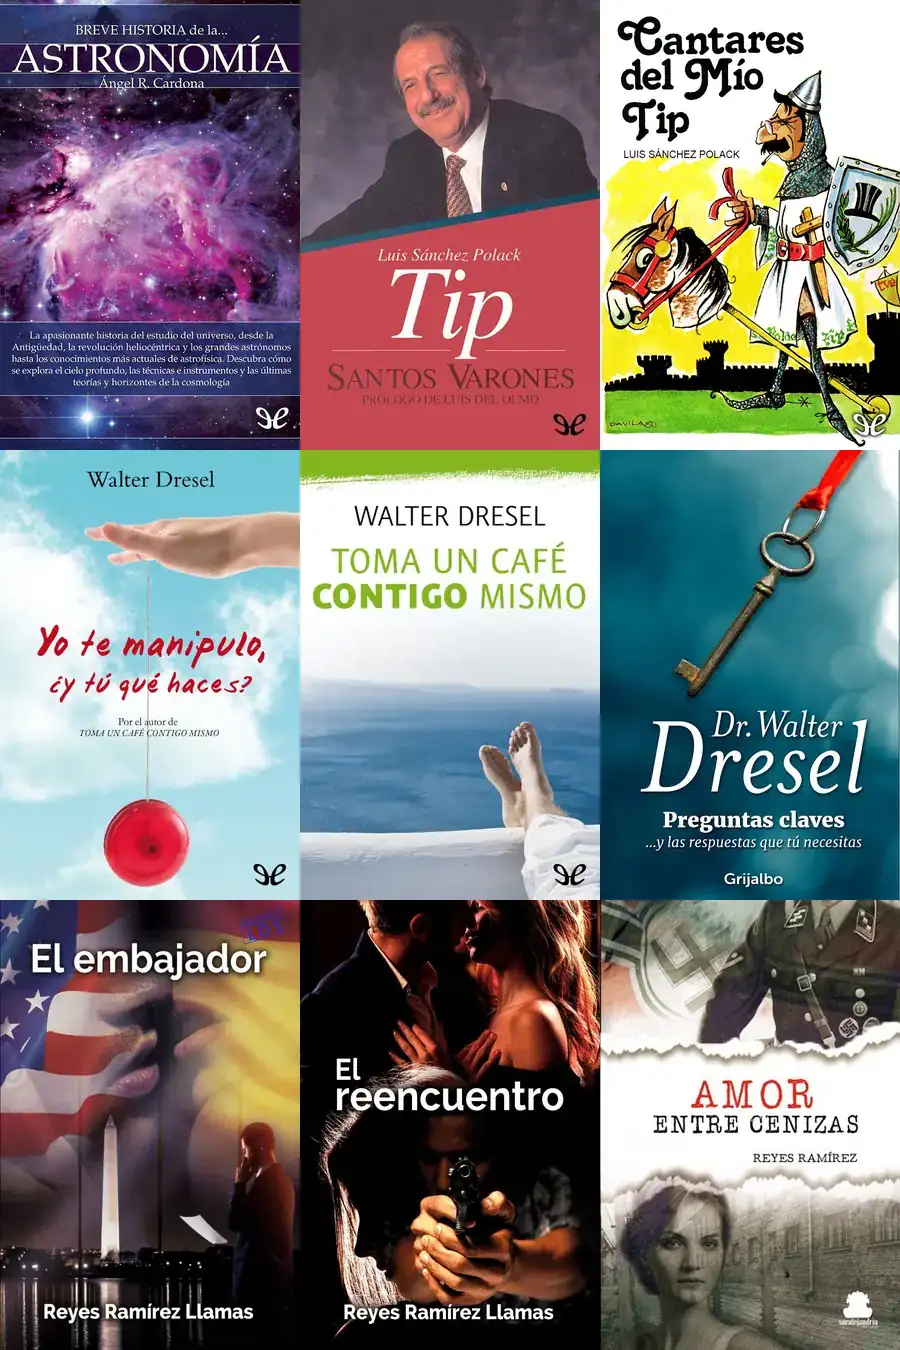 BREVE HISTORIA de la...
ASTRONOMÍA
Ángel R. Cardona
La apasionante historia del estudio del universo, desde la
Antigüedad, la revolución heliocéntrica y los grandes astrónomos
hasta los conocimientos más actuales de astrofísica. Descubra cómo
se explora el cielo profundo, las técnicas e instrumentos y las últimas
teorías y horizontes de la cosmología
Luis Sánchez Polack
Tip
SANTOS VARONES
PRÓLOGO DE LUIS DEL OLMO
Cantares
del Mío
Tip
LUIS SÁNCHEZ POLACK
tve
DAVILA
Walter Dresel
Yo te manipulo,
¿y tú qué haces?
Por el autor de
TOMA UN CAFÉ CONTIGO MISMO
WALTER DRESEL
TOMA UN CAFÉ
CONTIGO MISMO
Dr. Walter
Dresel
Preguntas claves
...y las respuestas que tú necesitas
Grijalbo
El embajador
Reyes Ramírez Llamas
El
reencuentro
Reyes Ramírez Llamas
AMOR
ENTRE CENIZAS
REYES RAMÍREZ